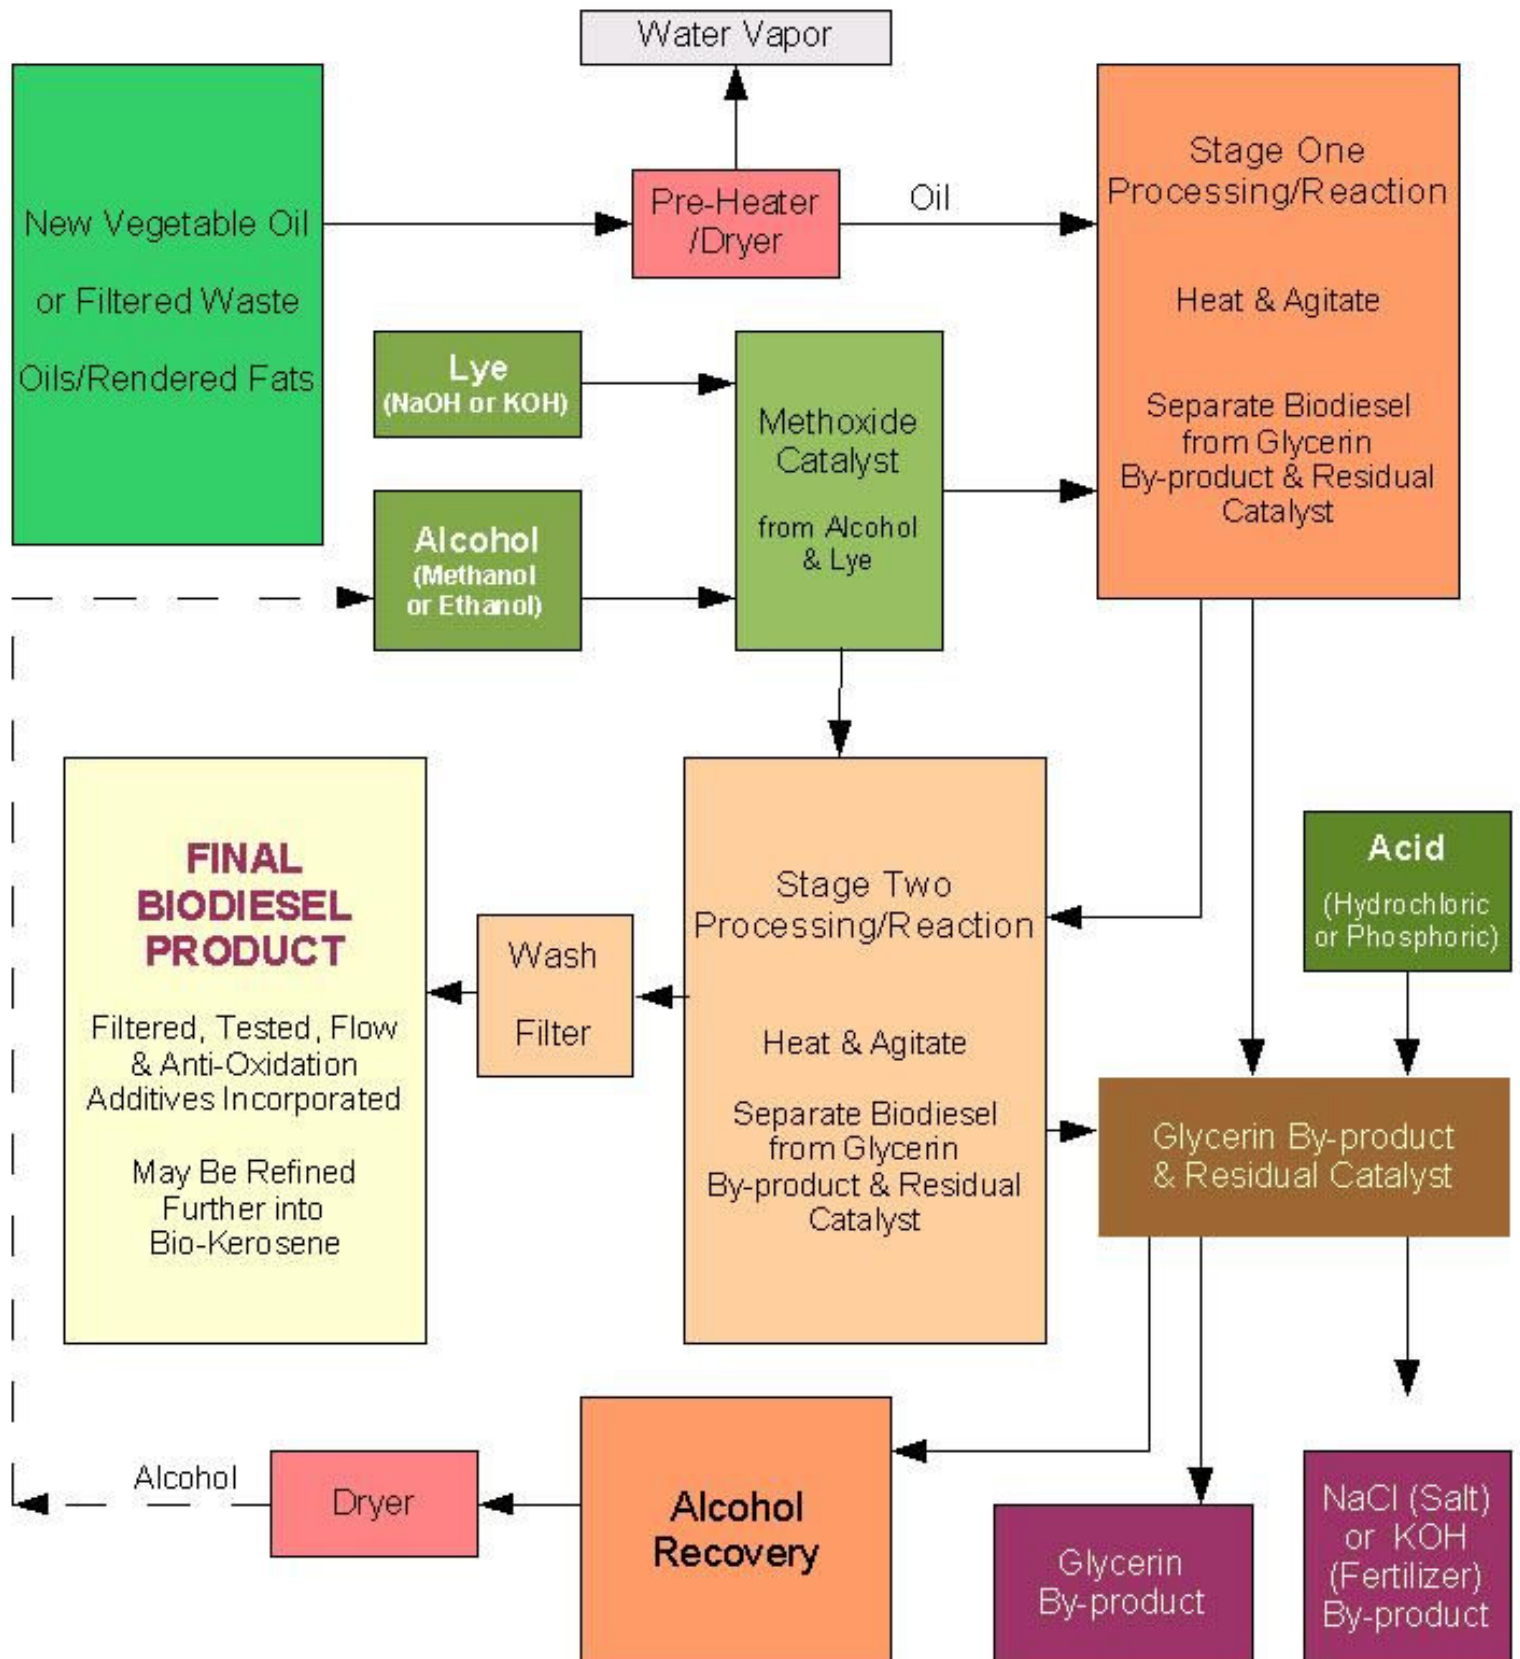 Water Vapor
New Vegetable Oil
or Filtered Waste
Oils/Rendered Fats
Pre-Heater
/Dryer
Oil
Stage One
Processing/Reaction
Heat & Agitate
Separate Biodiesel
from Glycerin
By-product & Residual
Catalyst
Lye
(NaOH or KOH)
Alcohol
(Methanol
or Ethanol)
Methoxide
Catalyst
from Alcohol
& Lye
FINAL
BIODIESEL
PRODUCT
Filtered, Tested, Flow
& Anti-Oxidation
Additives Incorporated
May Be Refined
Further into
Bio-Kerosene
Wash
Filter
Stage Two
Processing/Reaction
Heat & Agitate
Separate Biodiesel
from Glycerin
By-product & Residual
Catalyst
Acid
(Hydrochloric
or Phosphoric)
Glycerin By-product
& Residual Catalyst
Alcohol
Dryer
Alcohol
Recovery
Glycerin
By-product
NaCl (Salt)
or KOH
(Fertilizer)
By-product